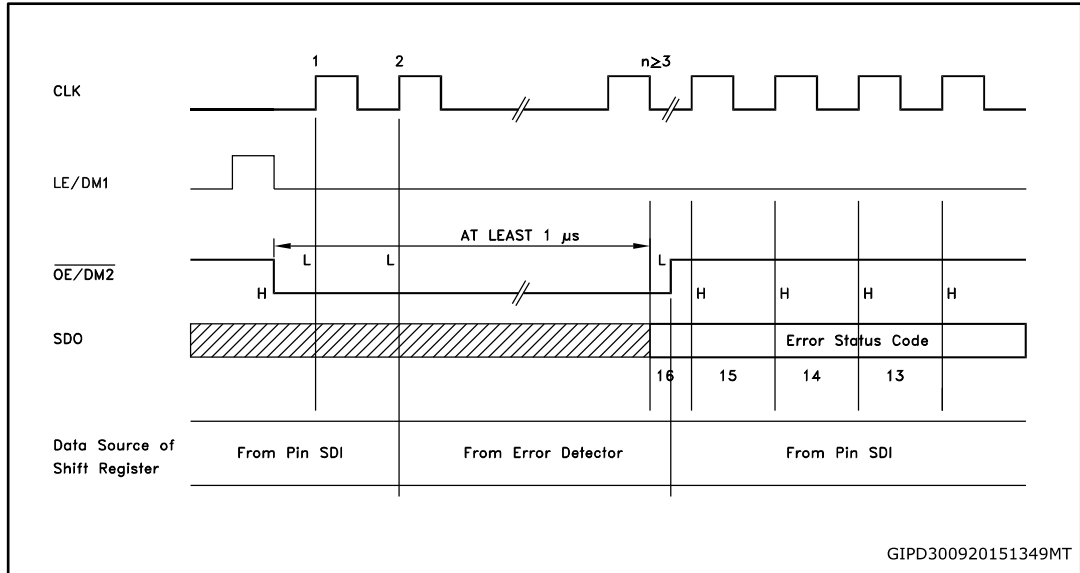 1 2 n≥3
CLK
LE/DM1
AT LEAST 1 μs
OE/DM2
L L L
H H H H H
SDO
Error Status Code
16 15 14 13
Data Source of
Shift Register
From Pin SDI From Error Detector From Pin SDI
GIPD300920151349MT